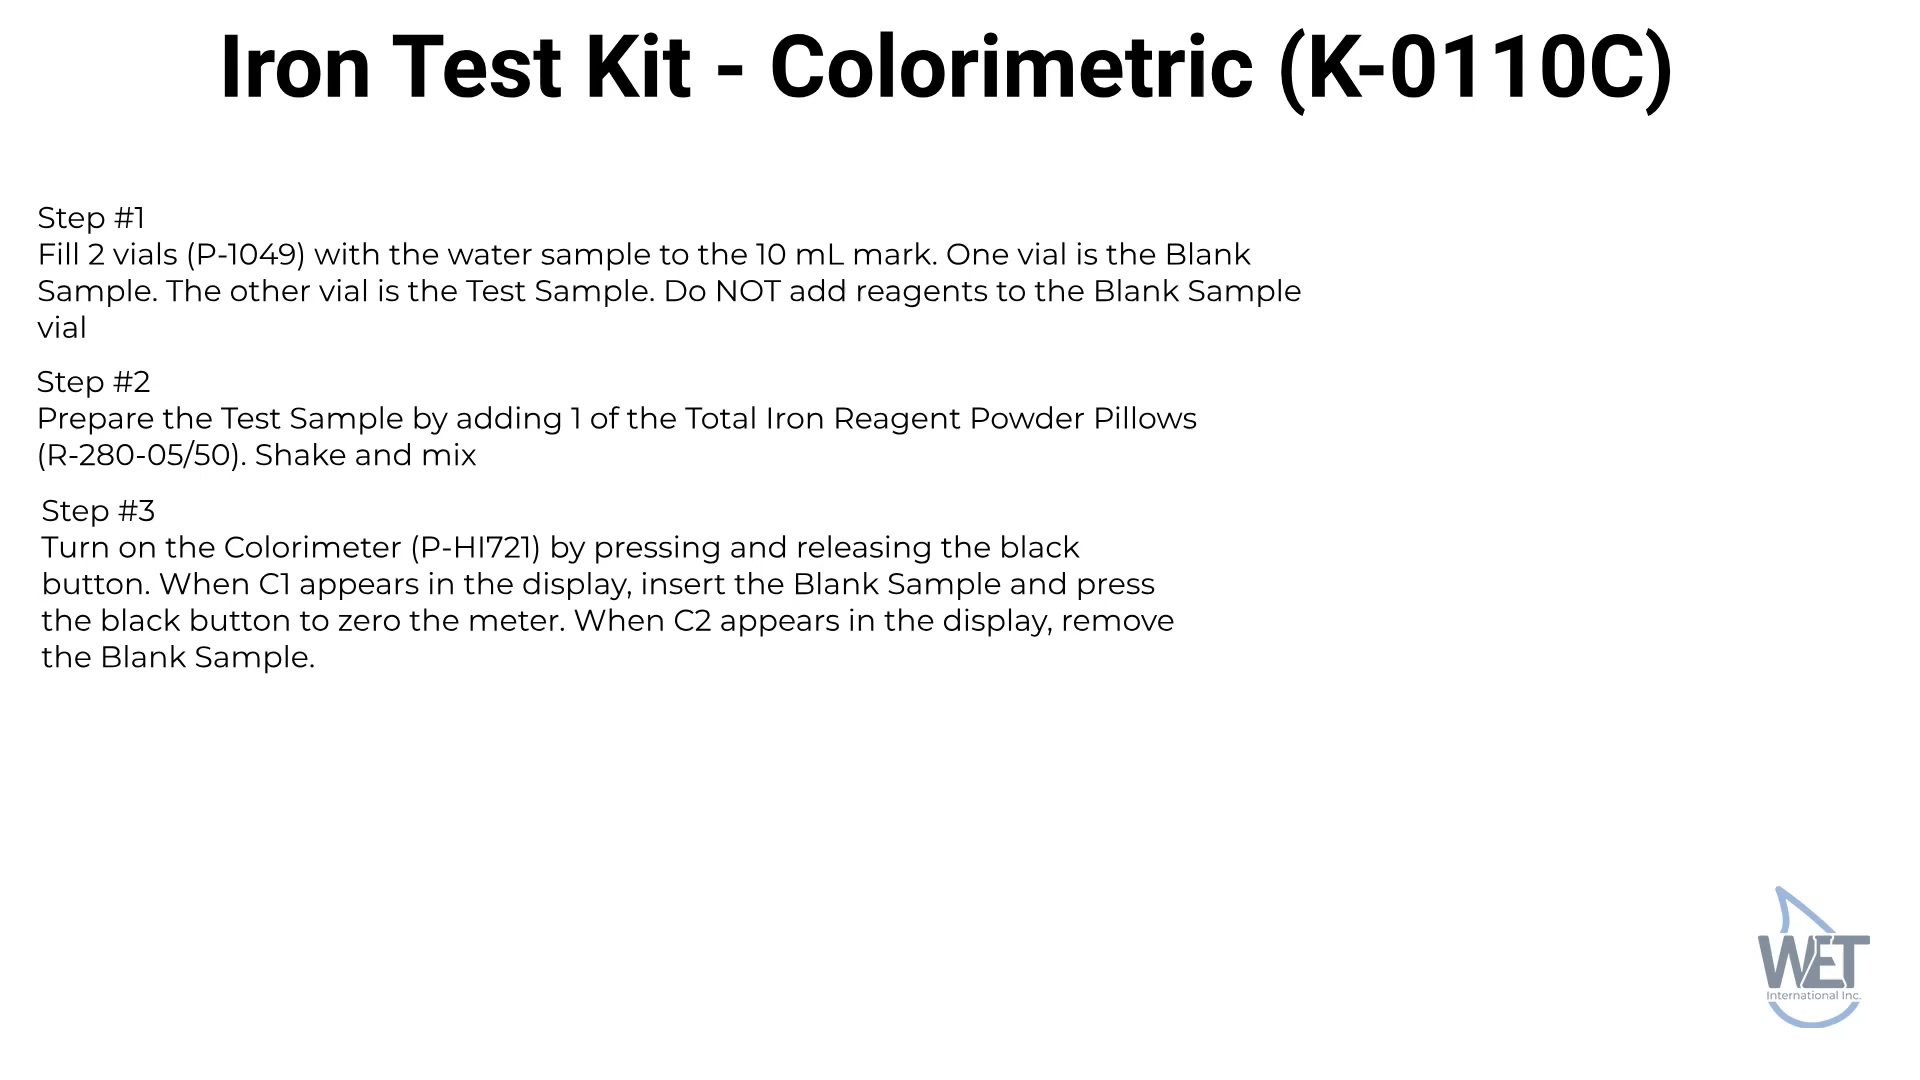 Iron Test Kit - Colorimetric (K-0110C)
Step #1
Fill 2 vials (P-1049) with the water sample to the 10 mL mark. One vial is the Blank
Sample. The other vial is the Test Sample. Do NOT add reagents to the Blank Sample
vial
Step #2
Prepare the Test Sample by adding 1 of the Total Iron Reagent Powder Pillows
(R-280-05/50). Shake and mix
Step #3
Turn on the Colorimeter (P-HI721) by pressing and releasing the black
button. When C1 appears in the display, insert the Blank Sample and press
the black button to zero the meter. When C2 appears in the display, remove
the Blank Sample.
WET
International Inc.